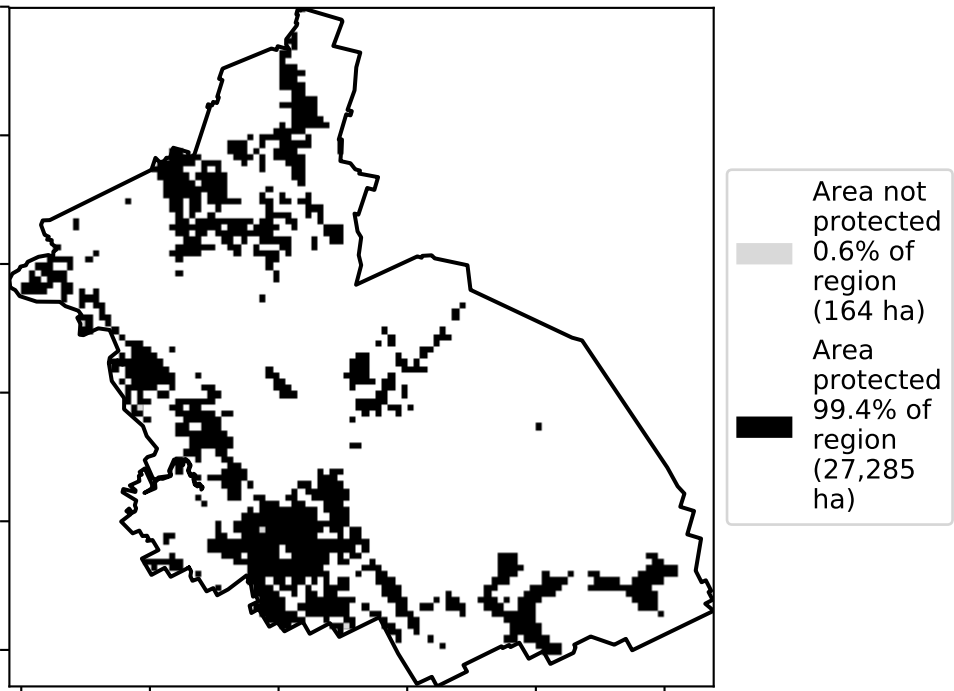 Area not
protected
0.6% of
region
(164 ha)
Area
protected
99.4% of
region
(27,285
ha)